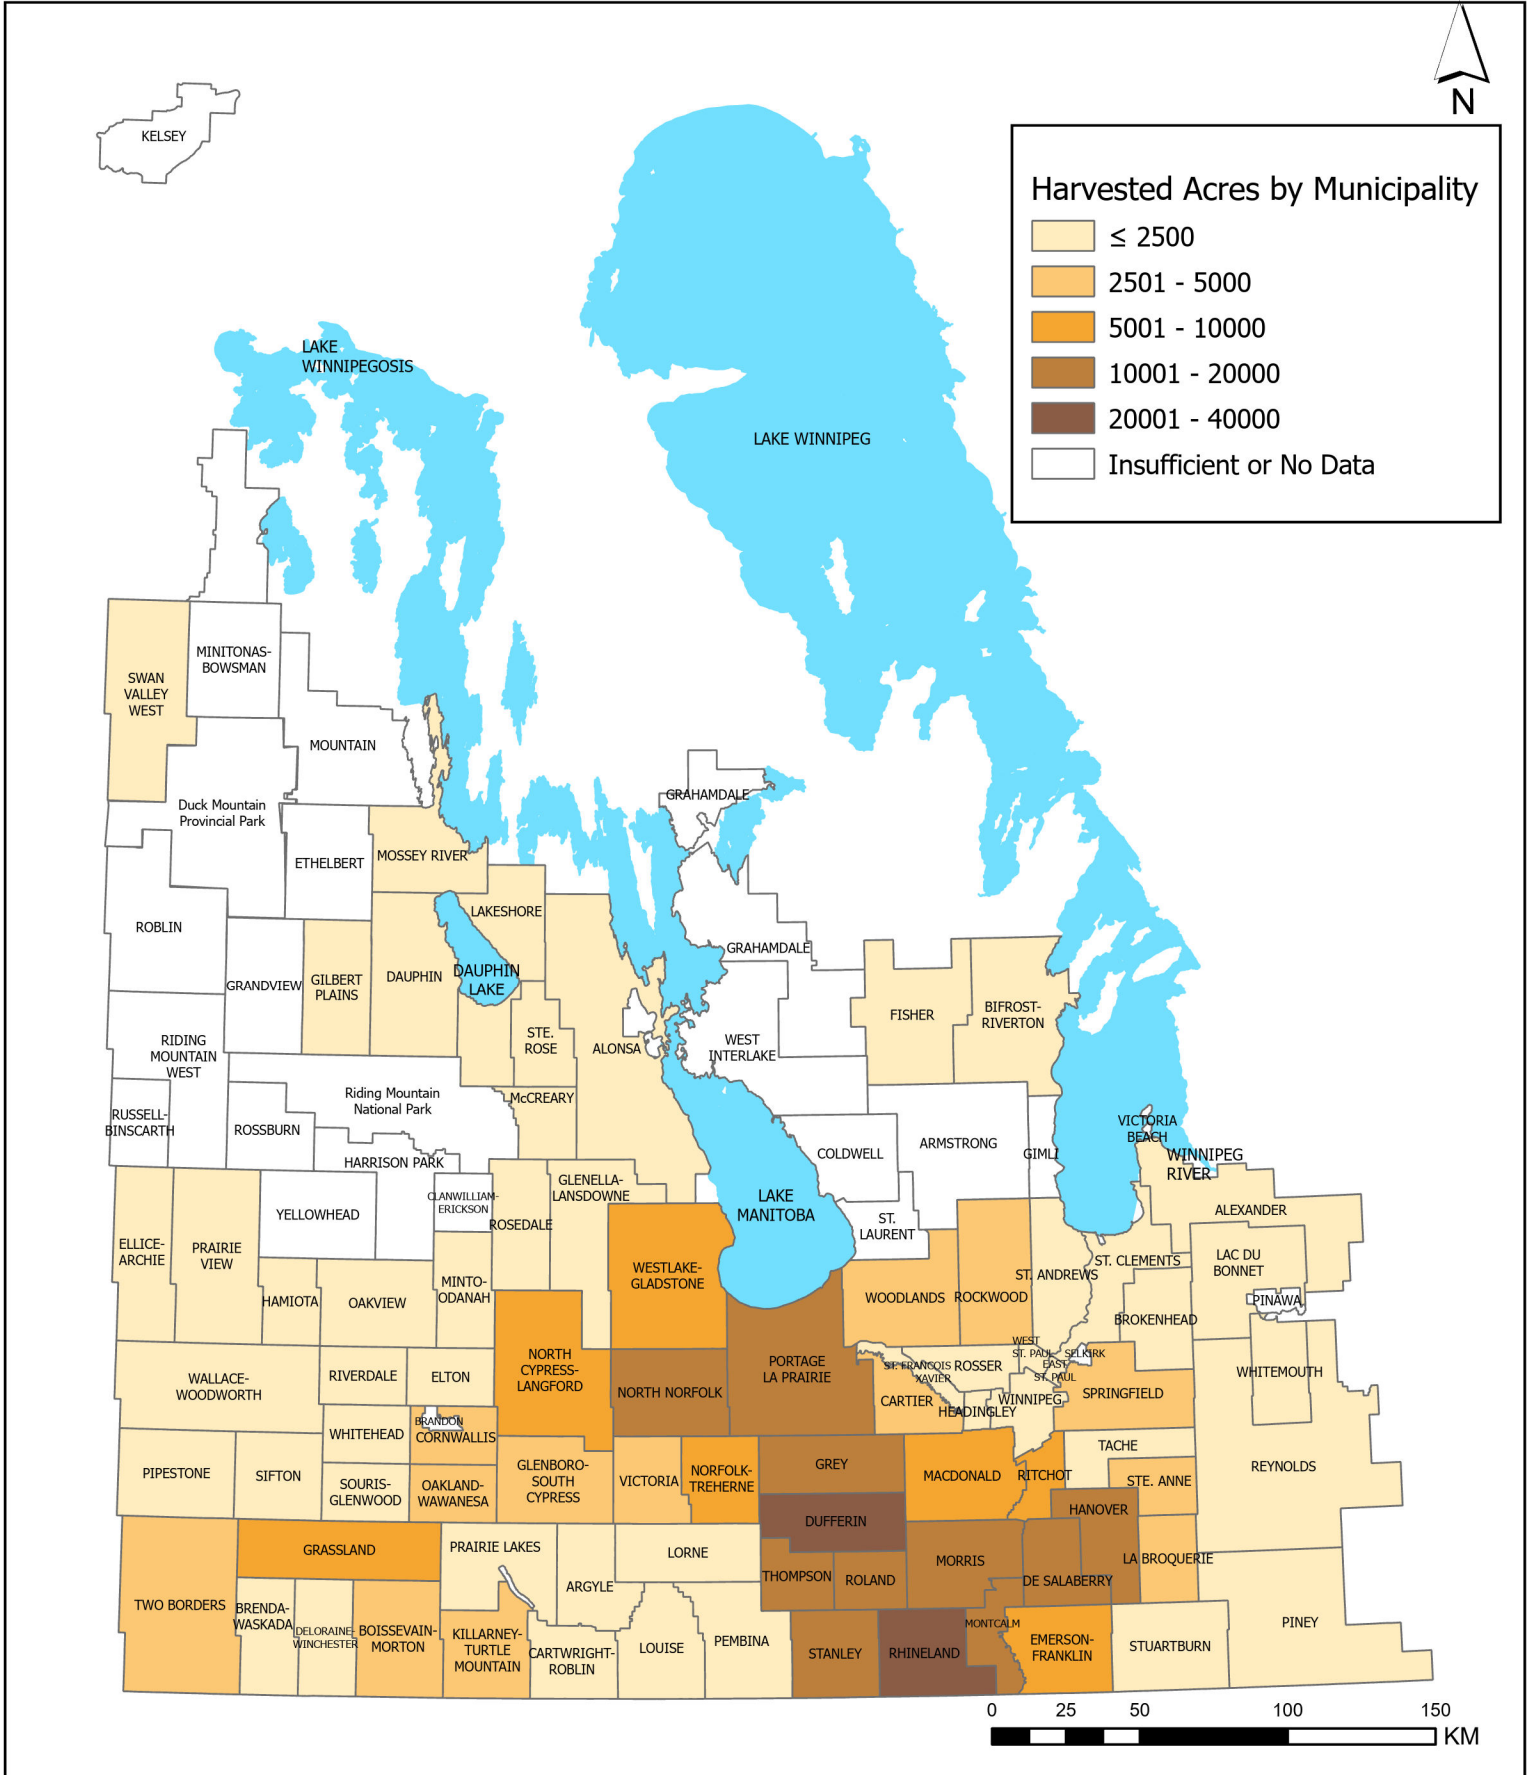 N
KELSEY
Harvested Acres by Municipality
≤ 2500
2501 - 5000
5001 - 10000
10001 - 20000
20001 - 40000
Insufficient or No Data
LAKE
WINNIPEGOSIS
LAKE WINNIPEG
MINITONAS-
BOWSMAN
SWAN
VALLEY
WEST
MOUNTAIN
Duck Mountain
Provincial Park
GRAHAMDALE
ETHELBERT
MOSSEY RIVER
ROBLIN
LAKESHORE
GRAHAMDALE
GRANDVIEW
GILBERT
PLAINS
DAUPHIN
DAUPHIN
LAKE
FISHER
BIFROST-
RIVERTON
RIDING
MOUNTAIN
WEST
STE.
ROSE
ALONSA
WEST
INTERLAKE
Riding Mountain
National Park
McCREARY
RUSSELL-
BINSCARTH
ROSSBURN
HARRISON PARK
COLDWELL
ARMSTRONG
GIMLI
VICTORIA
BEACH
WINNIPEG
RIVER
CLANWILLIAM-
ERICKSON
GLENELLA-
LANSDOWNE
YELLOWHEAD
ROSEDALE
LAKE
MANITOBA
ST.
LAURENT
ALEXANDER
ELLICE-
ARCHIE
PRAIRIE
VIEW
WESTLAKE-
GLADSTONE
ST. CLEMENTS
LAC DU
BONNET
HAMIOTA
OAKVIEW
MINTO-
ODANAH
WOODLANDS
ROCKWOOD
ST. ANDREWS
PINAWA
BROKENHEAD
NORTH
CYPRESS-
LANGFORD
PORTAGE
LA PRAIRIE
WEST
ST. PAUL
SELKIRK
EAST
ST. PAUL
ST. FRANCOIS
XAVIER
ROSSER
WALLACE-
WOODWORTH
RIVERDALE
ELTON
NORTH NORFOLK
WHITEMOUTH
CARTIER
HEADINGLEY
WINNIPEG
SPRINGFIELD
BRANDON
CORNWALLIS
WHITEHEAD
TACHE
PIPESTONE
SIFTON
SOURIS-
GLENWOOD
OAKLAND-
WAWANESA
GLENBORO-
SOUTH
CYPRESS
VICTORIA
NORFOLK-
TREHERNE
GREY
MACDONALD
RITCHOT
STE. ANNE
REYNOLDS
HANOVER
DUFFERIN
GRASSLAND
PRAIRIE LAKES
LORNE
ARGYLE
THOMPSON
ROLAND
MORRIS
DE SALABERRY
LA BROQUERIE
TWO BORDERS
BRENDA-
WASKADA
DELORAINE-
WINCHESTER
BOISSEVAIN-
MORTON
KILLARNEY-
TURTLE
MOUNTAIN
CARTWRIGHT-
ROBLIN
LOUISE
PEMBINA
STANLEY
RHINELAND
MONTCALM
EMERSON-
FRANKLIN
STUARTBURN
PINEY
0 25 50 100 150
KM